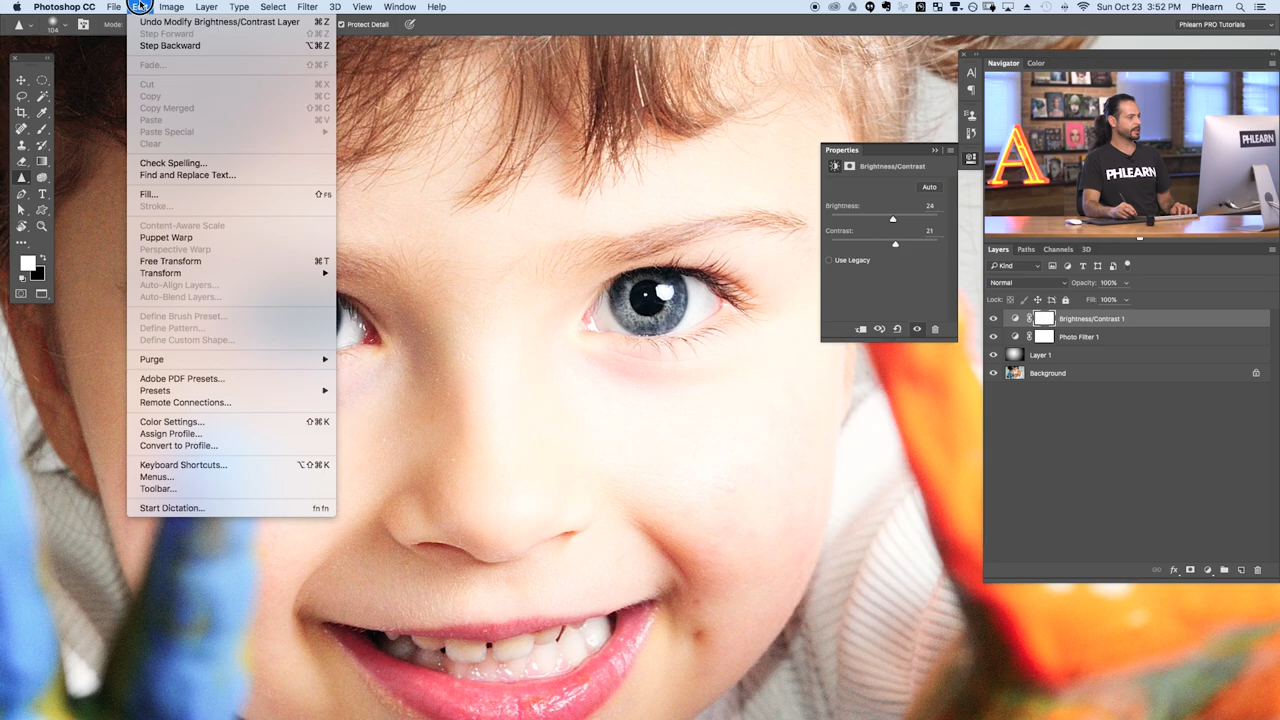 Photoshop CC File Edit Image Layer Type Select Filter 3D View Window Help Sun Oct 23 3:52 PM Phlearn
104 Mode: Protect Detail Phlearn PRO Tutorials
Undo Modify Brightness/Contrast Layer ⌘Z
Step Forward ⇧⌘Z
Step Backward ⌥⌘Z
Fade... ⇧⌘F
Cut ⌘X
Copy ⌘C
Copy Merged ⇧⌘C
Paste ⌘V
Paste Special
Clear
Check Spelling...
Find and Replace Text...
Fill... ⇧F5
Stroke...
Content-Aware Scale
Puppet Warp
Perspective Warp
Free Transform ⌘T
Transform
Auto-Align Layers...
Auto-Blend Layers...
Define Brush Preset...
Define Pattern...
Define Custom Shape...
Purge
Adobe PDF Presets...
Presets
Remote Connections...
Color Settings... ⇧⌘K
Assign Profile...
Convert to Profile...
Keyboard Shortcuts... ⌥⇧⌘K
Menus...
Toolbar...
Start Dictation... fn fn
Properties
Brightness/Contrast
Auto
Brightness: 24
Contrast: 21
Use Legacy
Navigator Color
PHLEARN
PHLEARN
Layers Paths Channels 3D
Kind
Normal Opacity: 100%
Lock: Fill: 100%
Brightness/Contrast 1
Photo Filter 1
Layer 1
Background